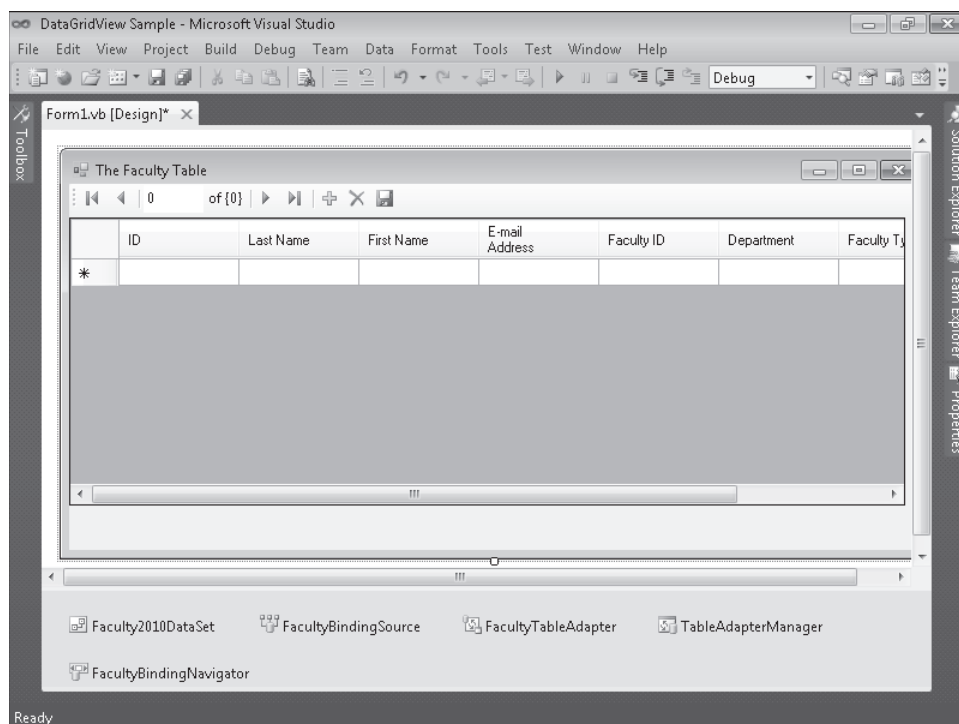 DataGridView Sample - Microsoft Visual Studio
File Edit View Project Build Debug Team Data Format Tools Test Window Help
Debug
Toolbox
Form1.vb [Design]*
The Faculty Table
0 of {0}
ID Last Name First Name E-mail Address Faculty ID Department Faculty Ty
Faculty2010DataSet FacultyBindingSource FacultyTableAdapter TableAdapterManager
FacultyBindingNavigator
Solution Explorer
Team Explorer
Properties
Ready